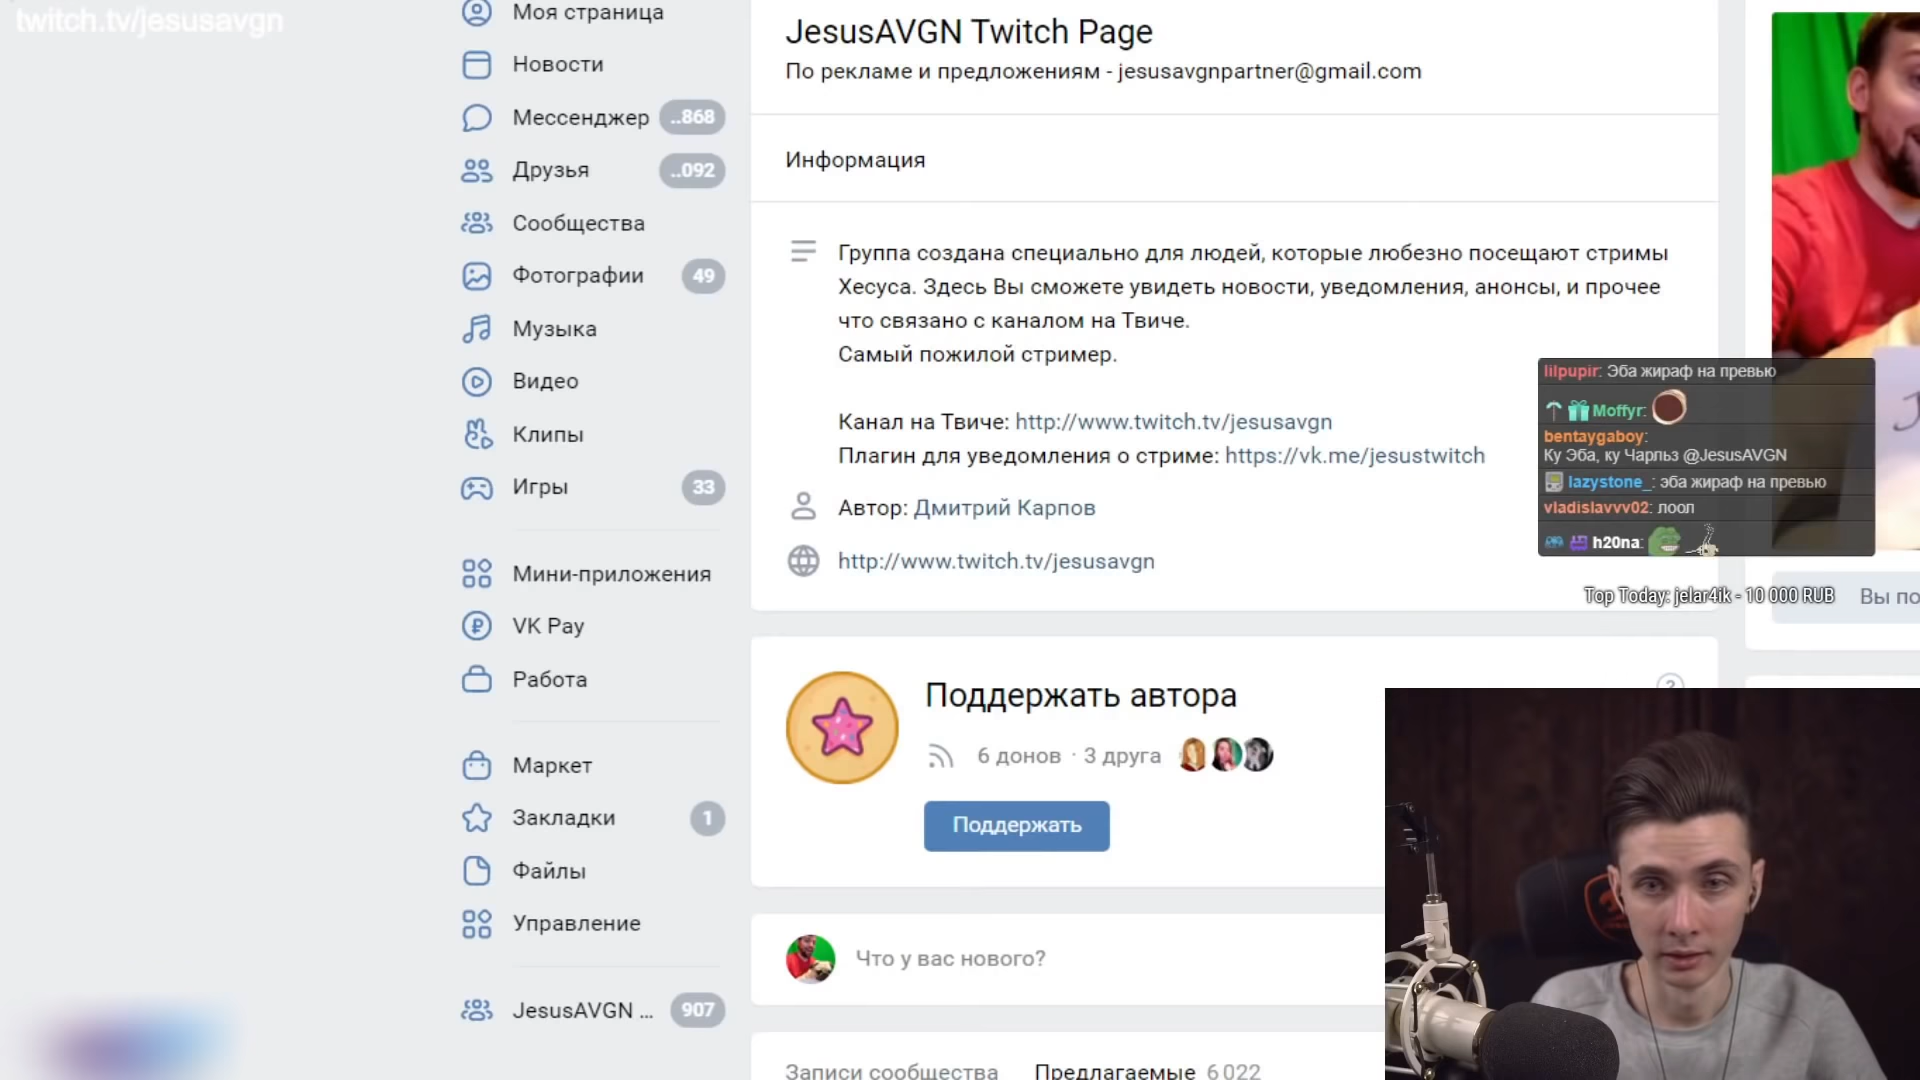 twitch.tv/jesusavgn
Моя страница
Новости
Мессенджер ..868
Друзья ..092
Сообщества
Фотографии 49
Музыка
Видео
Клипы
Игры 33
Мини-приложения
VK Pay
Работа
Маркет
Закладки 1
Файлы
Управление
JesusAVGN ... 907
JesusAVGN Twitch Page
По рекламе и предложениям - jesusavgnpartner@gmail.com
Информация
Группа создана специально для людей, которые любезно посещают стримы
Хесуса. Здесь Вы сможете увидеть новости, уведомления, анонсы, и прочее
что связано с каналом на Твиче.
Самый пожилой стример.
Канал на Твиче: http://www.twitch.tv/jesusavgn
Плагин для уведомления о стриме: https://vk.me/jesustwitch
Автор: Дмитрий Карпов
http://www.twitch.tv/jesusavgn
Поддержать автора
?
6 донов · 3 друга
Поддержать
Что у вас нового?
Записи сообщества Предлагаемые 6 022
lilpupir: Эба жираф на превью
Moffyr:
bentaygaboy:
Ку Эба, ку Чарльз @JesusAVGN
lazystone_: эба жираф на превью
vladislavvv02: лоол
h20na:
Top Today: jelar4ik - 10 000 RUB
Вы по